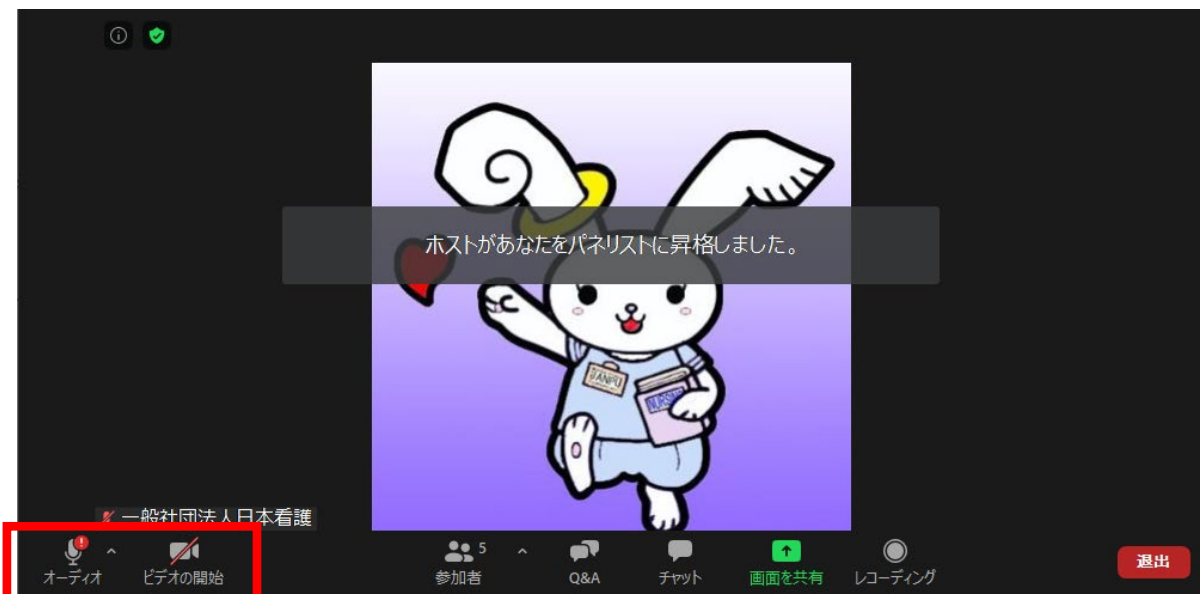 ホストがあなたをパネリストに昇格しました。
JANPU
NURSING
一般社団法人日本看護
オーディオ
ビデオの開始
5
参加者
Q&A
チャット
画面を共有
レコーディング
退出